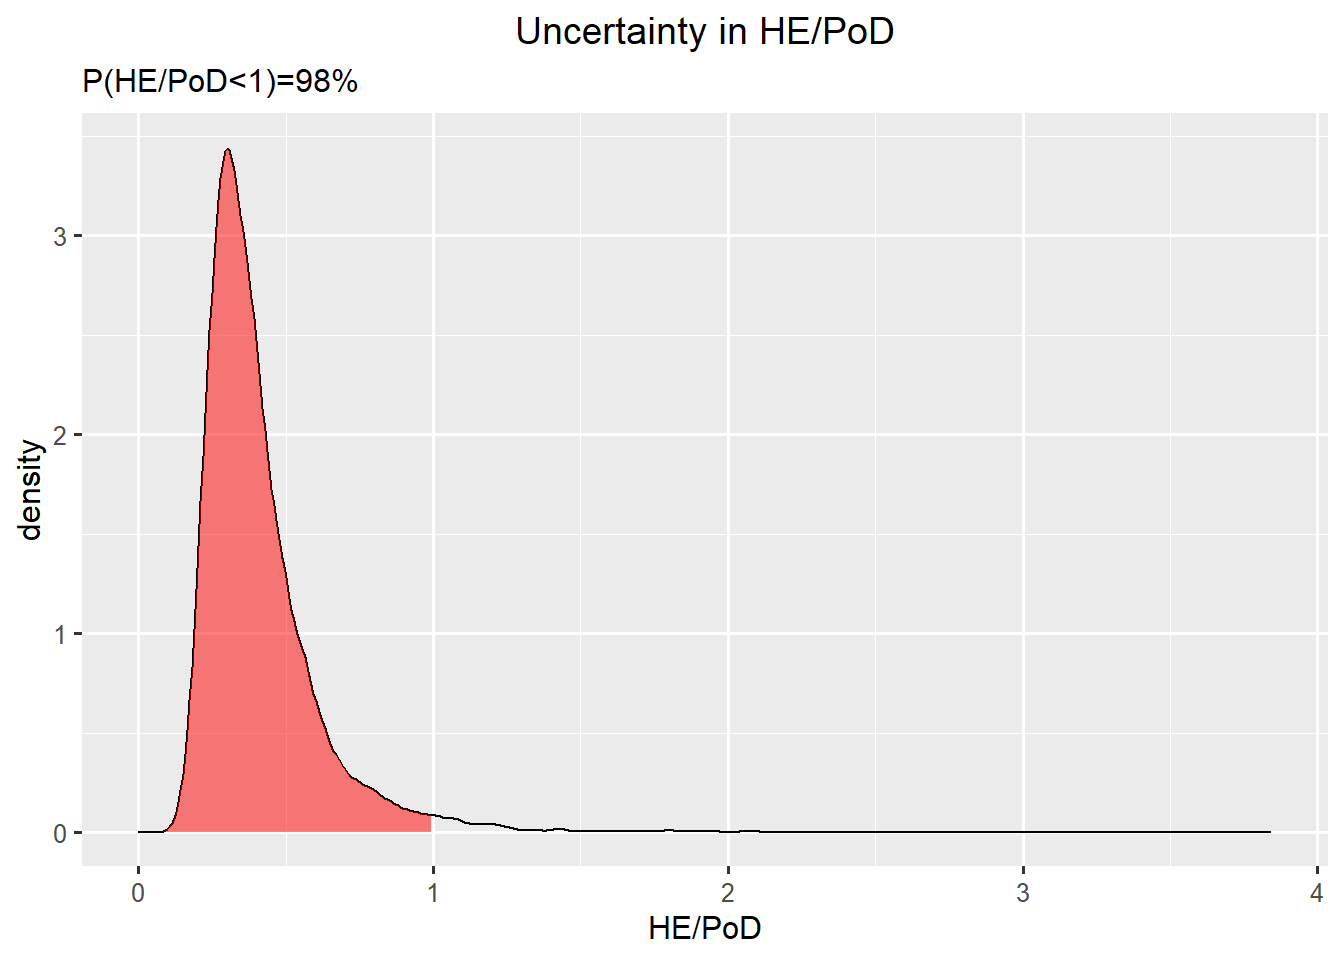 Uncertainty in HE/PoD
P(HE/PoD<1)=98%
density
3
2
1
0
0 1 2 3 4
HE/PoD